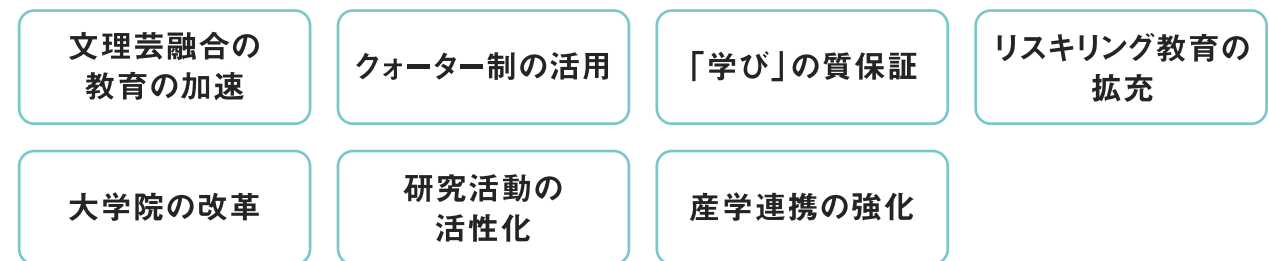 文理芸融合の
教育の加速
クォーター制の活用
「学び」の質保証
リスキリング教育の
拡充
大学院の改革
研究活動の
活性化
産学連携の強化